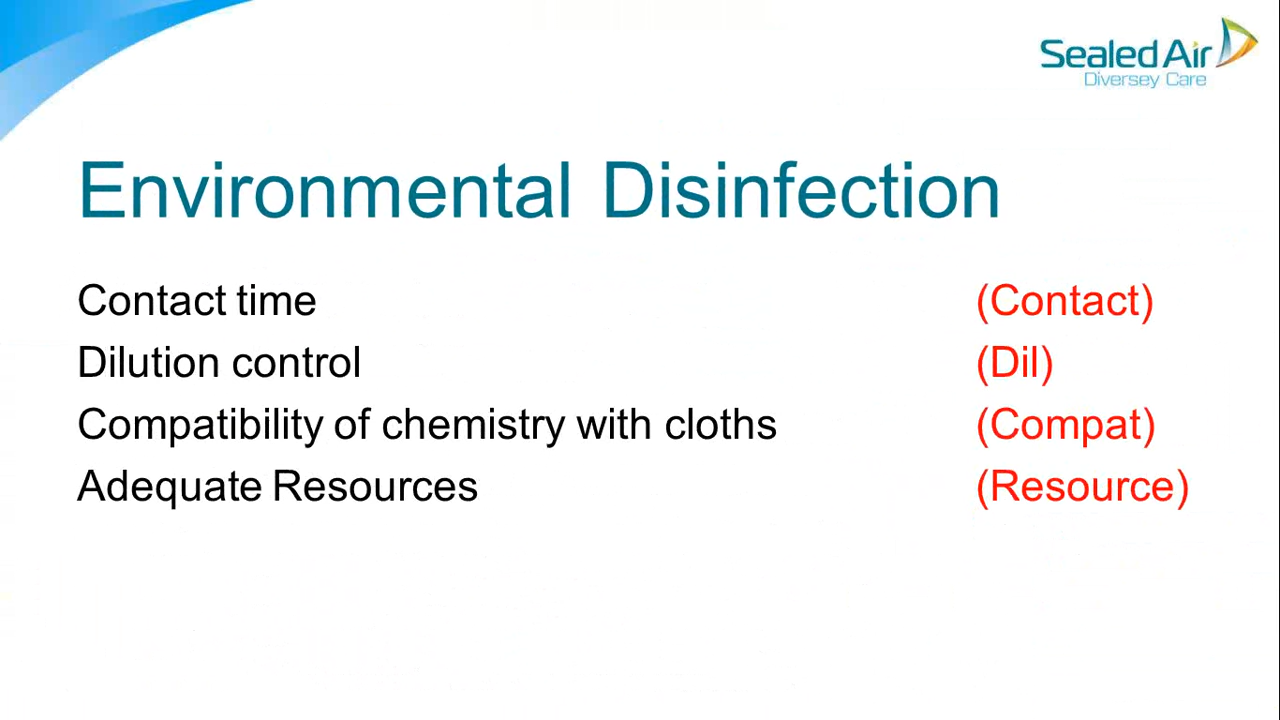 Sealed Air
Diversey Care
Environmental Disinfection
Contact time (Contact)
Dilution control (Dil)
Compatibility of chemistry with cloths (Compat)
Adequate Resources (Resource)